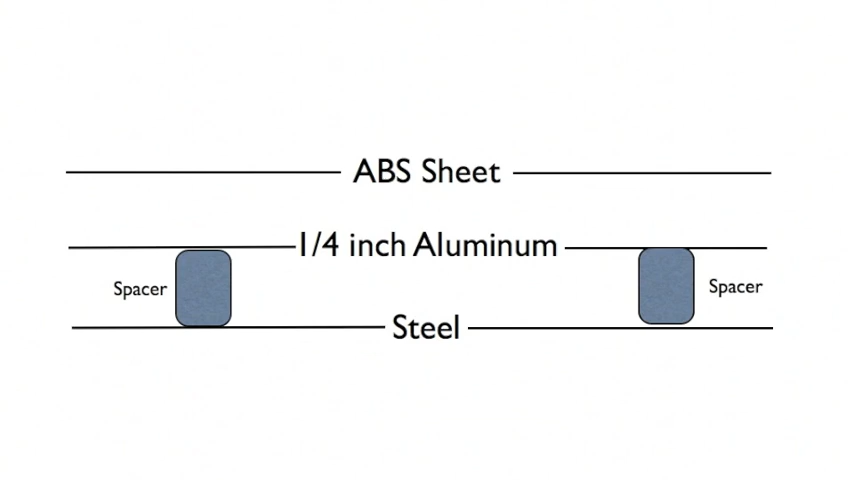 ABS Sheet
1/4 inch Aluminum
Spacer
Spacer
Steel